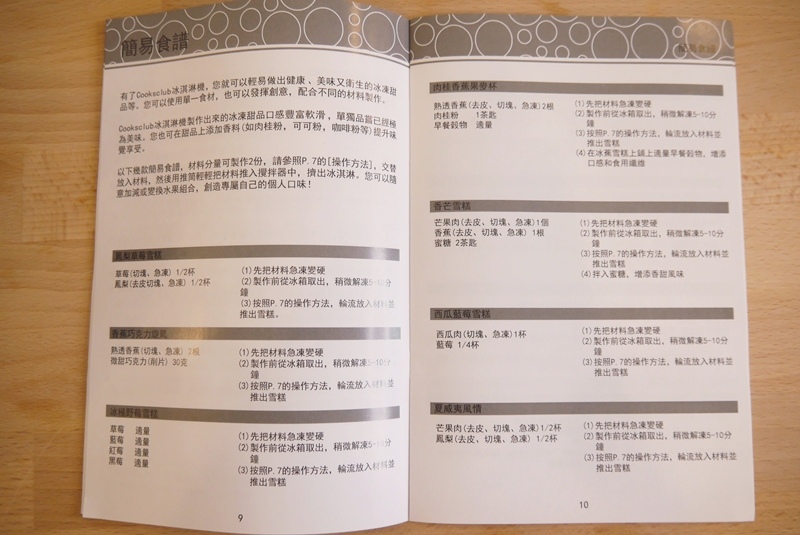 簡易食譜
有了Cooksclub冰淇淋機，您就可以輕易做出健康、美味又衛生的冰凍甜
品等。您可以使用單一食材，也可以發揮創意，配合不同的材料製作。
Cooksclub冰淇淋機製作出來的冰凍甜品口感豐富軟滑，單獨品嘗已經極
為美味。您也可在甜品上添加香料(如肉桂粉，可可粉，咖啡粉等)提升味
覺享受。
以下幾款簡易食譜，材料分量可製作2份，請參照P.7的[操作方法]，交替
放入材料，然後用推筒輕輕把材料推入攪拌器中，擠出冰淇淋。您可以隨
意加減或變換水果組合，創造專屬自己的個人口味！
鳳梨草莓雪糕
草莓(切塊、急凍) 1/2杯
鳳梨(去皮切塊、急凍) 1/2杯
(1)先把材料急凍變硬
(2)製作前從冰箱取出，稍微解凍5-10分
鐘
(3)按照P.7的操作方法，輪流放入材料並
推出雪糕。
香蕉巧克力旋風
熟透香蕉(切塊、急凍) 2根
微甜巧克力(削片) 30克
(1)先把材料急凍變硬
(2)製作前從冰箱取出，稍微解凍5-10分
鐘
(3)按照P.7的操作方法，輪流放入材料並
推出雪糕
冰極野莓雪糕
草莓 適量
藍莓 適量
紅莓 適量
黑莓 適量
(1)先把材料急凍變硬
(2)製作前從冰箱取出，稍微解凍5-10分
鐘
(3)按照P.7的操作方法，輪流放入材料並
推出雪糕
9
簡易食譜
肉桂香蕉果麥杯
熟透香蕉(去皮、切塊、急凍)2根
肉桂粉 1茶匙
早餐穀物 適量
(1)先把材料急凍變硬
(2)製作前從冰箱取出，稍微解凍5-10分
鐘
(3)按照P.7的操作方法，輪流放入材料並
推出雪糕
(4)在冰蕉雪糕上鋪上適量早餐穀物，增添
口感和食用纖維
香芒雪糕
芒果肉(去皮、切塊、急凍)1個
香蕉(去皮、切塊、急凍) 1根
蜜糖 2茶匙
(1)先把材料急凍變硬
(2)製作前從冰箱取出，稍微解凍5-10分
鐘
(3)按照P.7的操作方法，輪流放入材料並
推出雪糕
(4)拌入蜜糖，增添香甜風味
西瓜藍莓雪糕
西瓜肉(切塊、急凍)1杯
藍莓 1/4杯
(1)先把材料急凍變硬
(2)製作前從冰箱取出，稍微解凍5-10分
鐘
(3)按照P.7的操作方法，輪流放入材料並
推出雪糕
夏威夷風情
芒果肉(去皮、切塊、急凍)1/2杯
鳳梨(去皮、切塊、急凍) 1/2杯
(1)先把材料急凍變硬
(2)製作前從冰箱取出，稍微解凍5-10分
鐘
(3)按照P.7的操作方法，輪流放入材料並
推出雪糕
10